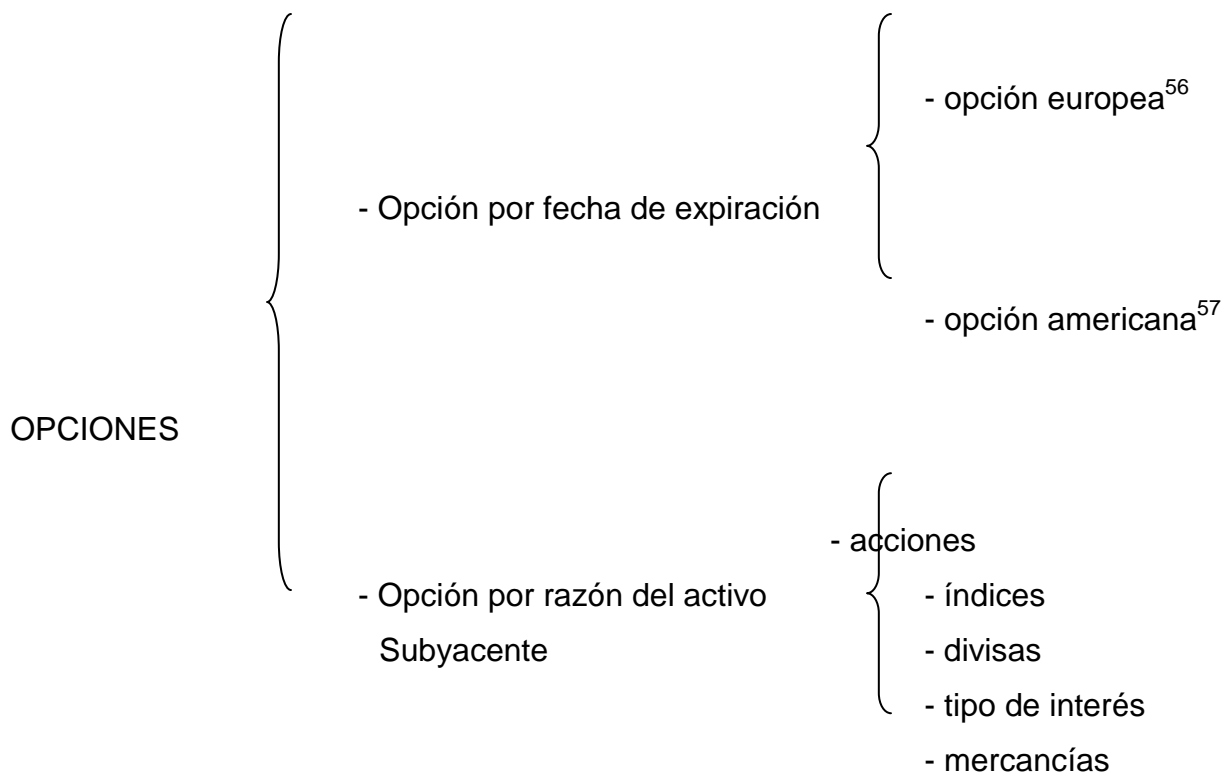 - opción europea56
- Opción por fecha de expiración
- opción americana57
OPCIONES
- acciones
- Opción por razón del activo
Subyacente
- índices
- divisas
- tipo de interés
- mercancías